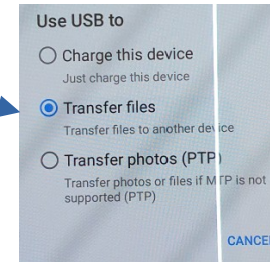 Use USB to
Charge this device
Just charge this device
Transfer files
Transfer files to another device
Transfer photos (PTP)
Transfer photos or files if MTP is not
supported (PTP)
CANCEL